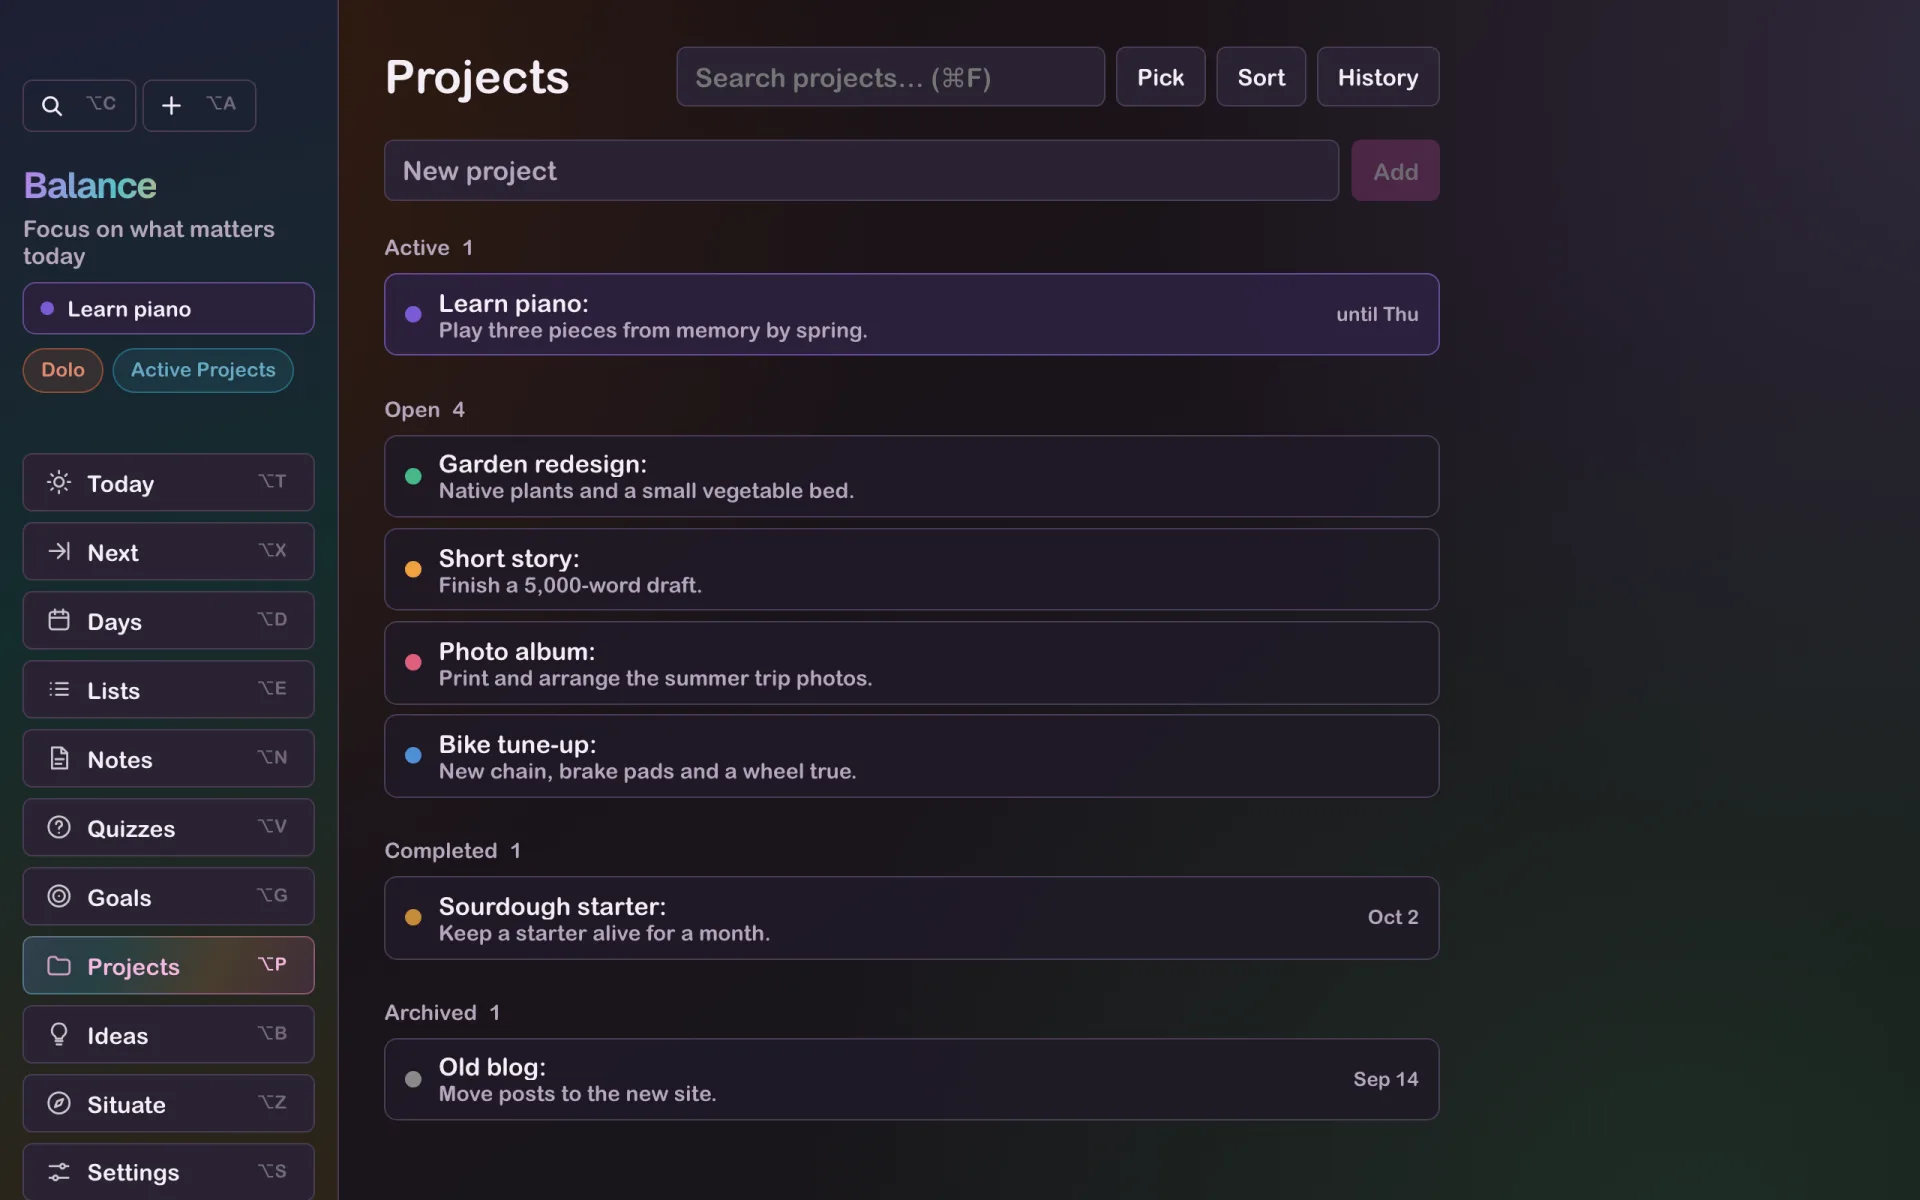 ⌥C
⌥A
Balance
Focus on what matters
today
Learn piano
Dolo
Active Projects
Today ⌥T
Next ⌥X
Days ⌥D
Lists ⌥E
Notes ⌥N
Quizzes ⌥V
Goals ⌥G
Projects ⌥P
Ideas ⌥B
Situate ⌥Z
Settings ⌥S
Projects
Search projects... (⌘F)
Pick
Sort
History
New project
Add
Active 1
Learn piano:
Play three pieces from memory by spring.
until Thu
Open 4
Garden redesign:
Native plants and a small vegetable bed.
Short story:
Finish a 5,000-word draft.
Photo album:
Print and arrange the summer trip photos.
Bike tune-up:
New chain, brake pads and a wheel true.
Completed 1
Sourdough starter:
Keep a starter alive for a month.
Oct 2
Archived 1
Old blog:
Move posts to the new site.
Sep 14